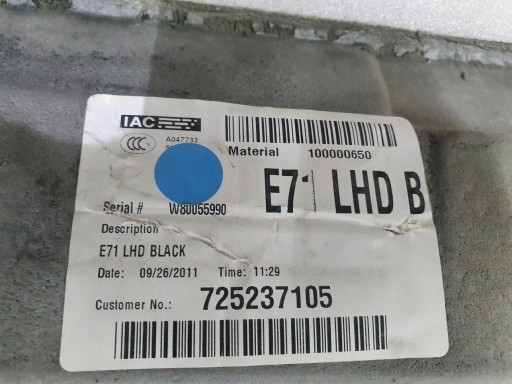 IAC
CCC
A047733
Material 100000650
E71 LHD B
Serial # W80055990
Description
E71 LHD BLACK
Date: 09/26/2011 Time: 11:29
Customer No.: 725237105